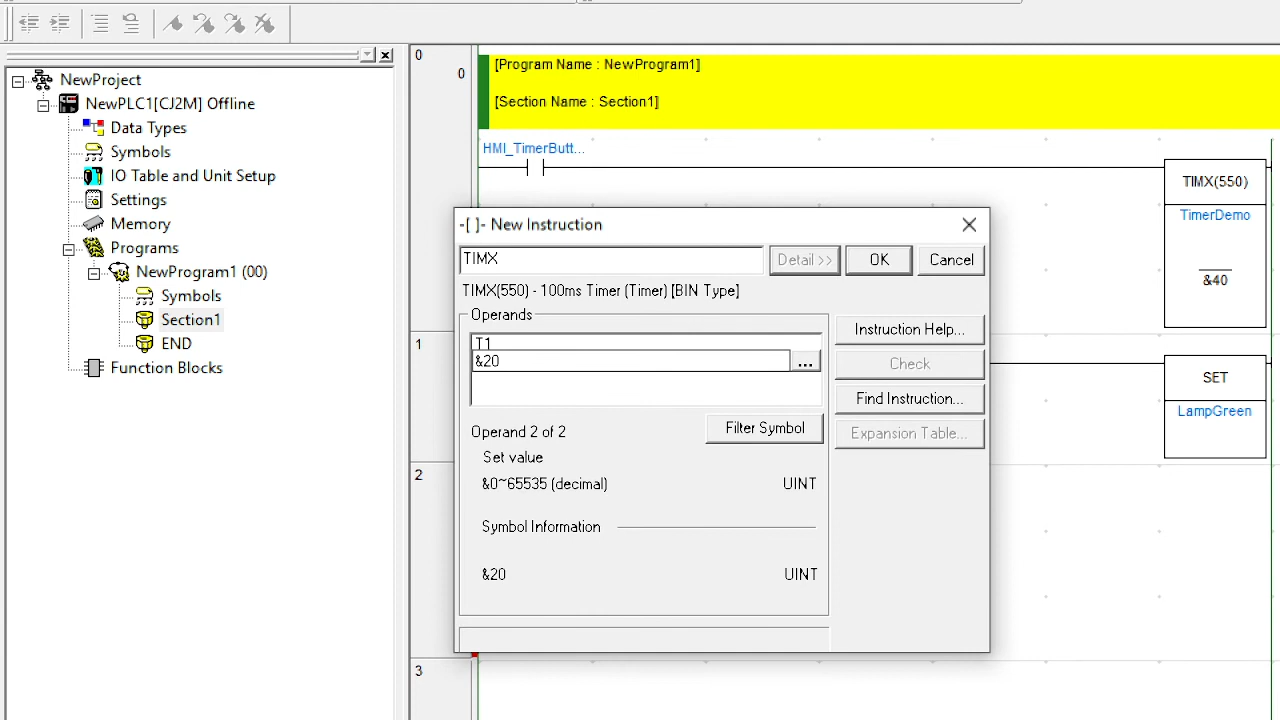 NewProject
NewPLC1[CJ2M] Offline
Data Types
Symbols
IO Table and Unit Setup
Settings
Memory
Programs
NewProgram1 (00)
Symbols
Section1
END
Function Blocks
0
0
[Program Name : NewProgram1]
[Section Name : Section1]
HMI_TimerButt...
TIMX(550)
TimerDemo
&40
1
SET
LampGreen
2
3
-[ ]- New Instruction
TIMX
Detail >>
OK
Cancel
TIMX(550) - 100ms Timer (Timer) [BIN Type]
Operands
T1
&20
...
Operand 2 of 2
Filter Symbol
Set value
&0~65535 (decimal) UINT
Symbol Information
&20 UINT
Instruction Help...
Check
Find Instruction...
Expansion Table...